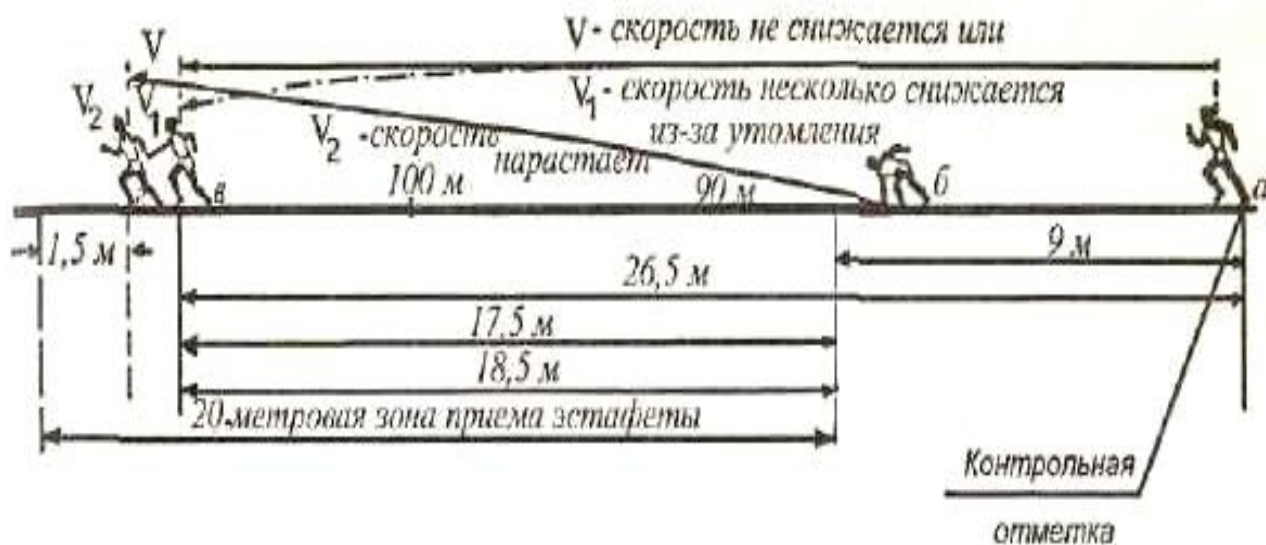 V - скорость не снижается или
V
V₂ V₁ V₁ - скорость несколько снижается
из-за утомления
V₂ - скорость
нарастает
100 м 90 м
в б а
1,5 м 9 м
26,5 м
17,5 м
18,5 м
20-метровая зона приема эстафеты
Контрольная
отметка